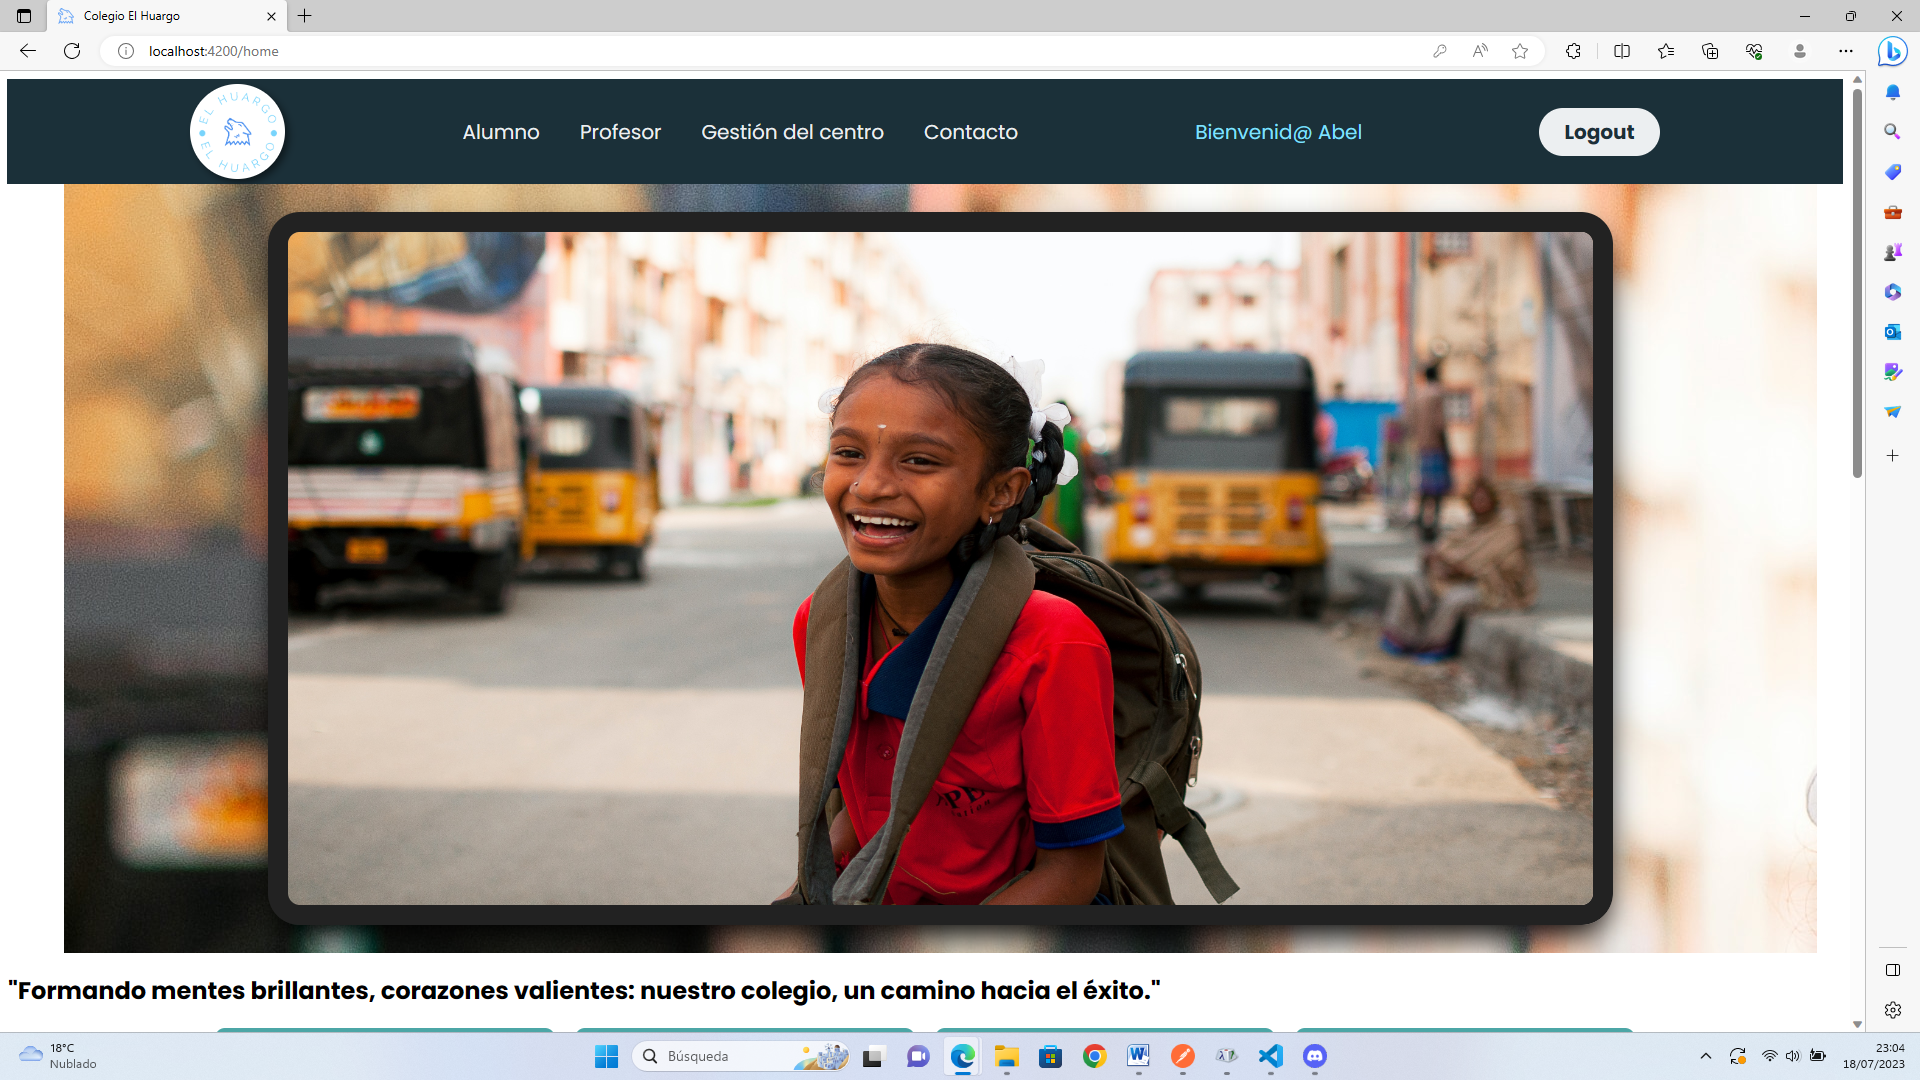 Colegio El Huargo
localhost:4200/home
EL HUARGO
EL HUARGO
Alumno
Profesor
Gestión del centro
Contacto
Bienvenid@ Abel
Logout
"Formando mentes brillantes, corazones valientes: nuestro colegio, un camino hacia el éxito."
18°C
Nublado
Búsqueda
23:04
18/07/2023